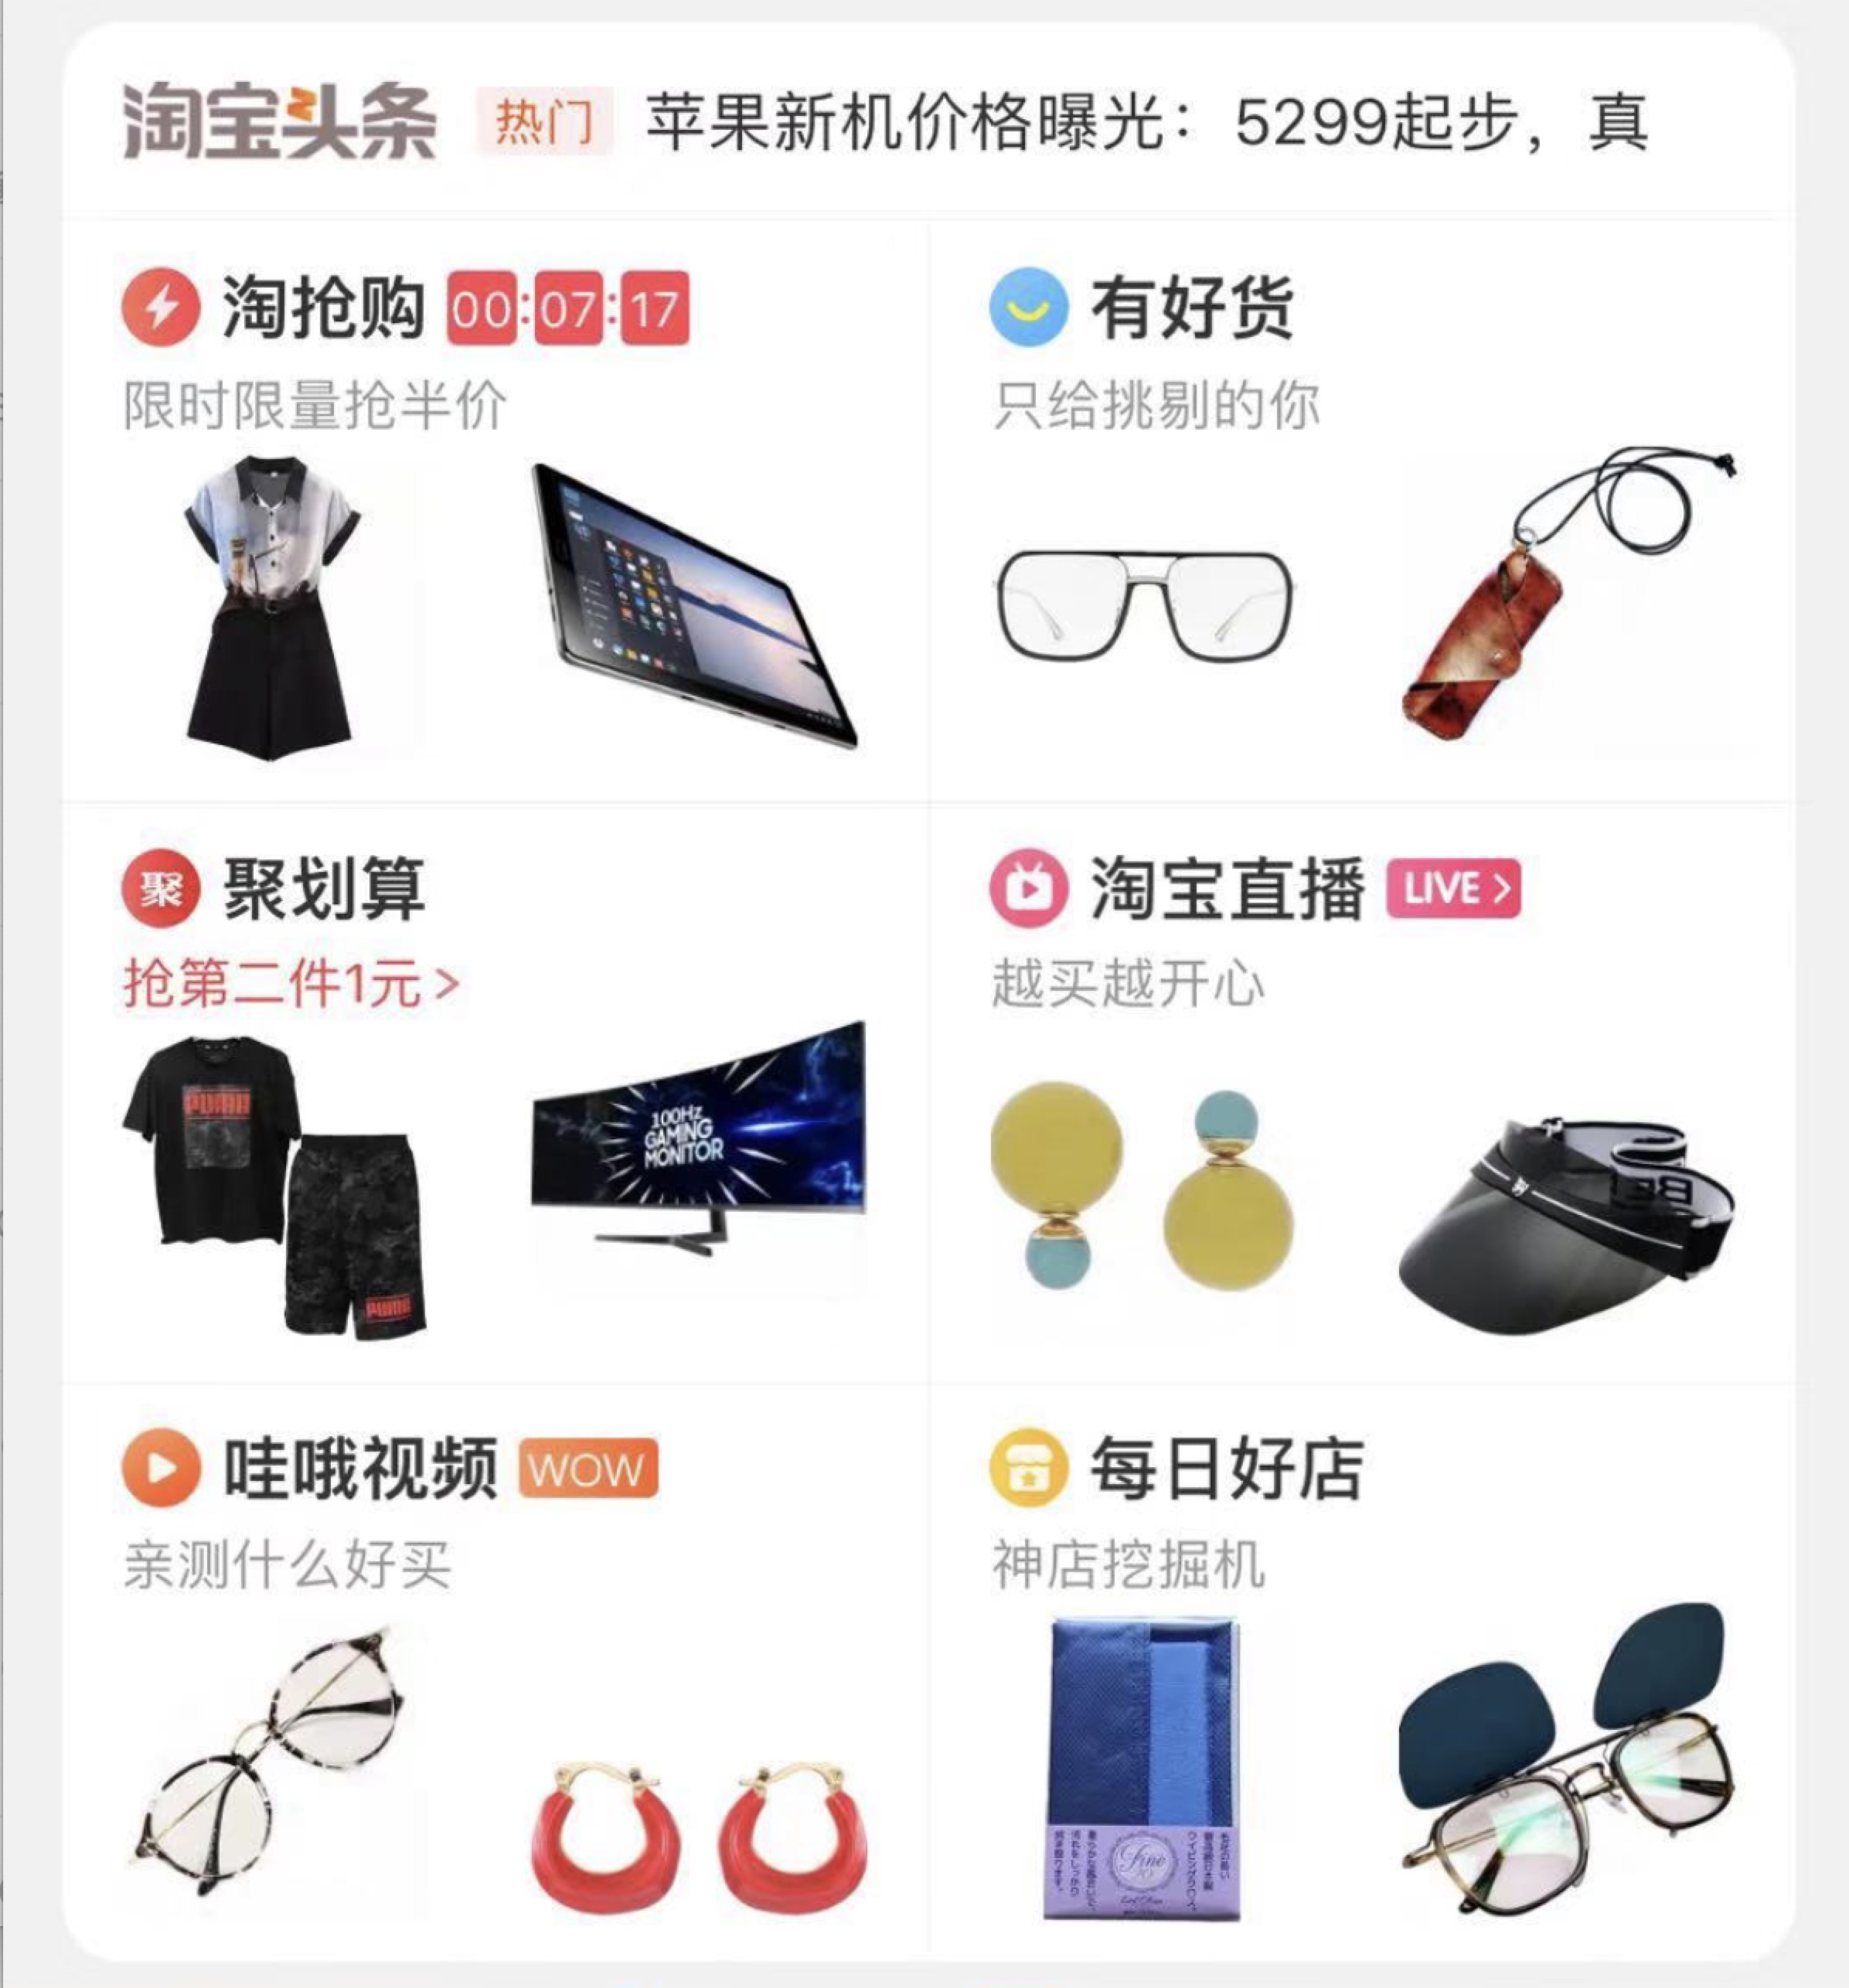 淘宝头条 热门 苹果新机价格曝光：5299起步，真
淘抢购 00:07:17
限时限量抢半价
有好货
只给挑剔的你
聚 聚划算
抢第二件1元>
PUMA
PUMA
100Hz
GAMING
MONITOR
淘宝直播 LIVE >
越买越开心
哇哦视频 WOW
亲测什么好买
每日好店
神店挖掘机
Fine